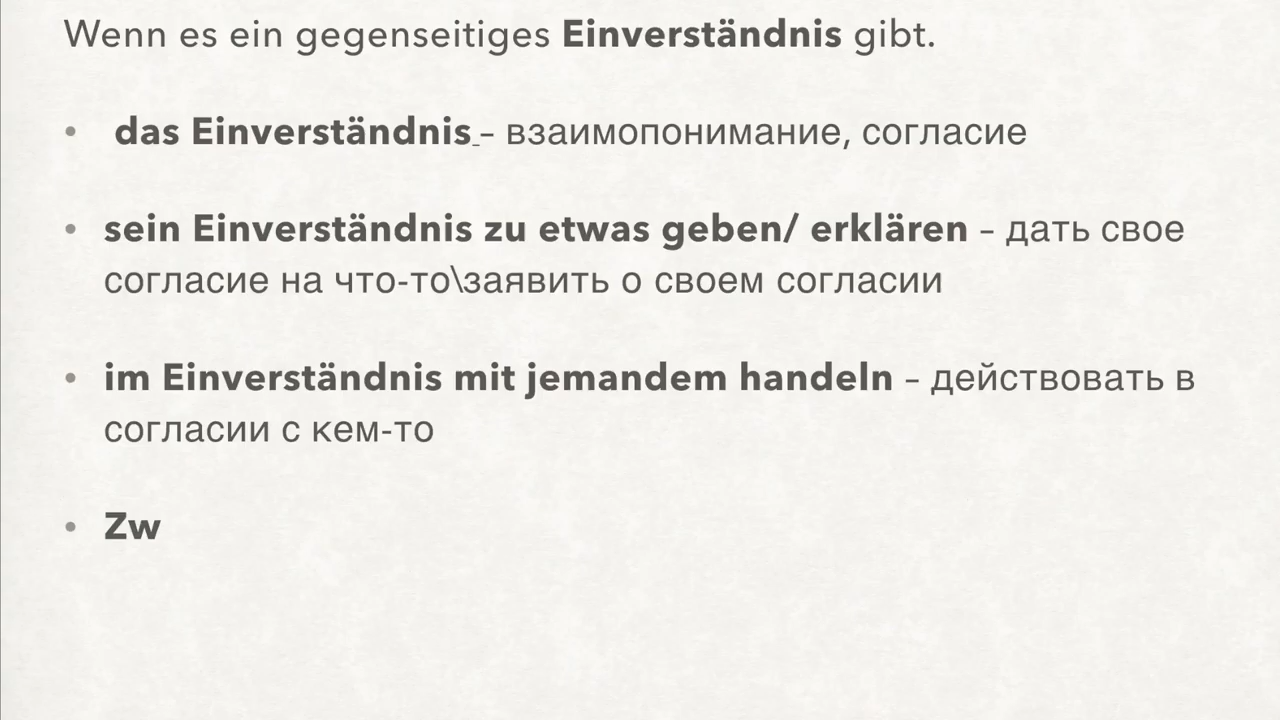 Wenn es ein gegenseitiges Einverständnis gibt.
• das Einverständnis – взаимопонимание, согласие
• sein Einverständnis zu etwas geben/ erklären – дать свое
согласие на что-то\заявить о своем согласии
• im Einverständnis mit jemandem handeln – действовать в
согласии с кем-то
• Zw